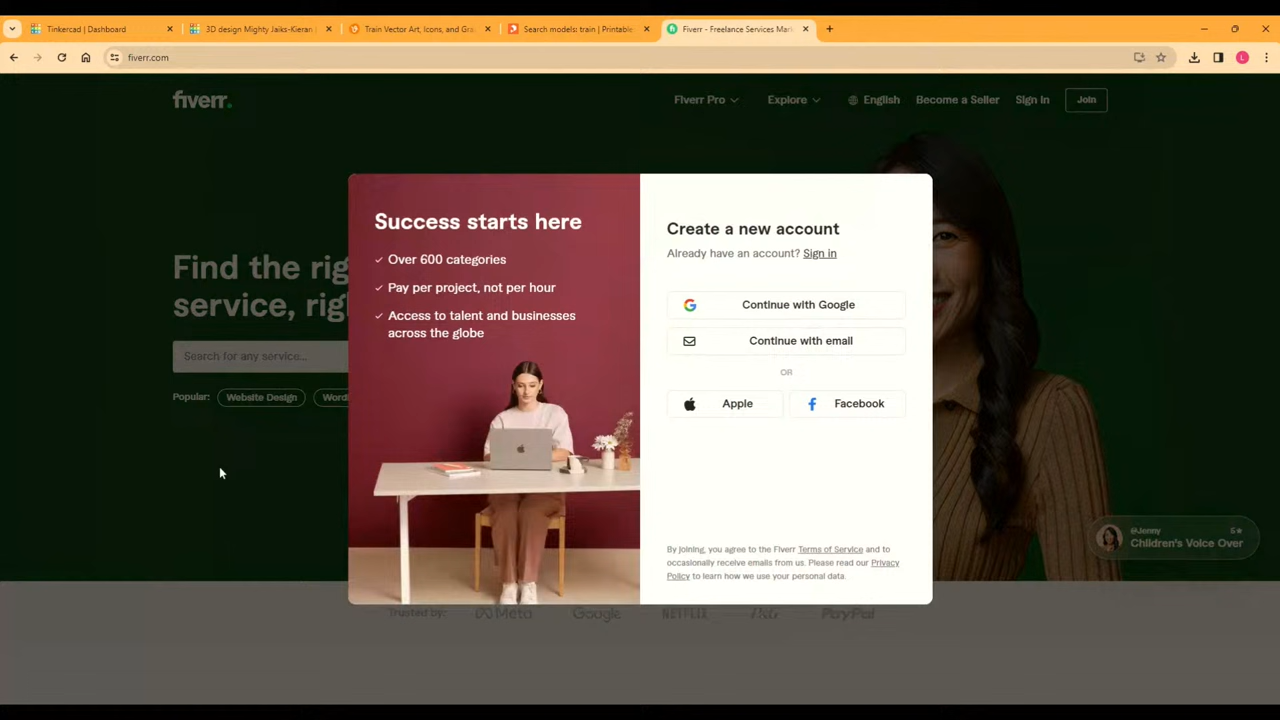 Tinkercad | Dashboard
3D design Mighty Jaiks-Kieran |
Train Vector Art, Icons, and Gra
Search models: train | Printable
Fiverr - Freelance Services Mar
fiverr.com
L
fiverr.
Fiverr Pro
Explore
English
Become a Seller
Sign In
Join
Success starts here
Over 600 categories
Pay per project, not per hour
Access to talent and businesses
across the globe
Create a new account
Already have an account? Sign in
Continue with Google
Continue with email
OR
Apple
Facebook
By joining, you agree to the Fiverr Terms of Service and to
occasionally receive emails from us. Please read our Privacy
Policy to learn how we use your personal data.
Find the rig
service, righ
Search for any service...
Popular:
Website Design
Word
@Jenny
5★
Children's Voice Over
Trusted by:
Meta
Google
NETFLIX
P&G
PayPal